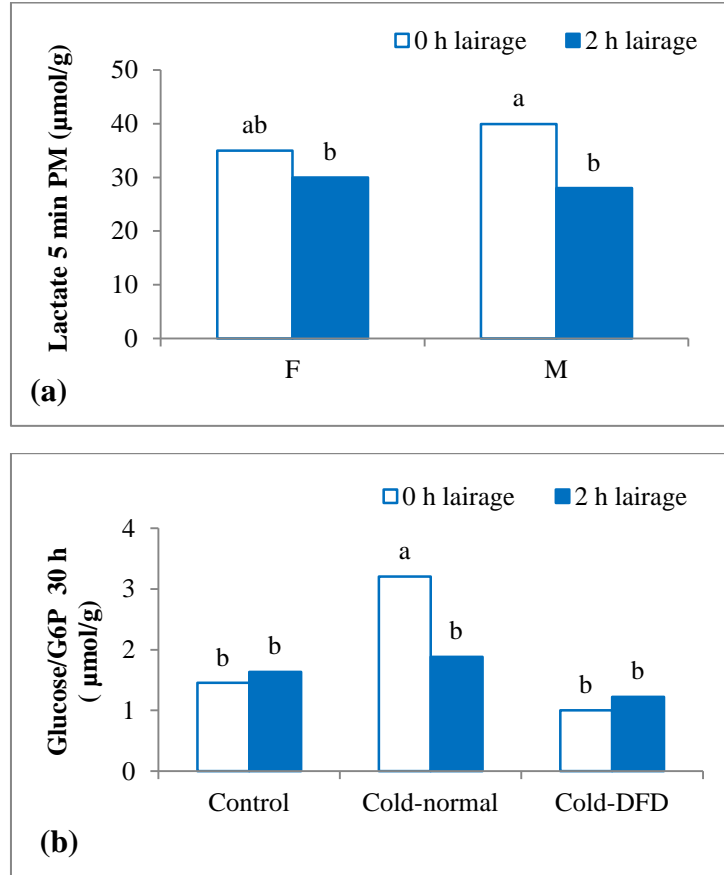 0 h lairage 2 h lairage
Lactate 5 min PM (µmol/g)
50
40
30
20
10
0
ab
b
a
b
F M
(a)
0 h lairage 2 h lairage
Glucose/G6P 30 h
( µmol/g)
4
3
2
1
0
b
b
a
b
b
b
Control Cold-normal Cold-DFD
(b)